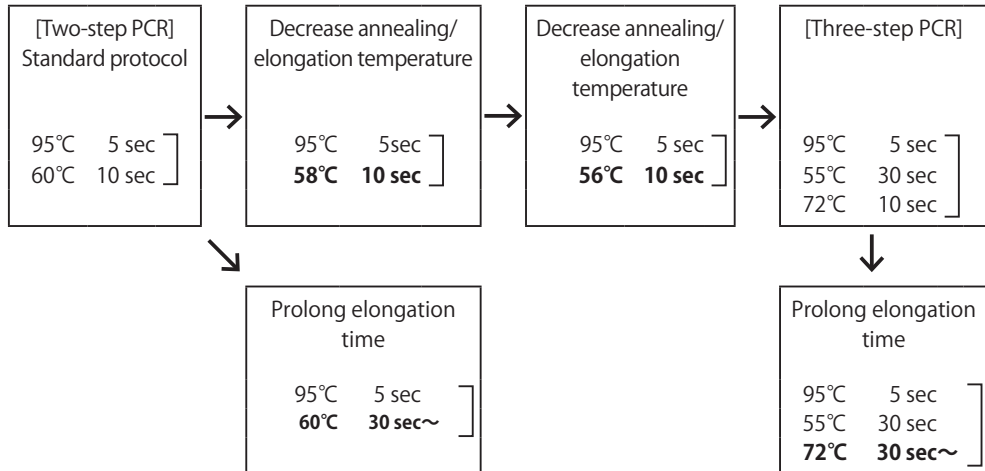 [Two-step PCR]
Standard protocol
95℃ 5 sec
60℃ 10 sec
Decrease annealing/
elongation temperature
95℃ 5sec
58℃ 10 sec
Decrease annealing/
elongation
temperature
95℃ 5 sec
56℃ 10 sec
[Three-step PCR]
95℃ 5 sec
55℃ 30 sec
72℃ 10 sec
Prolong elongation
time
95℃ 5 sec
60℃ 30 sec～
Prolong elongation
time
95℃ 5 sec
55℃ 30 sec
72℃ 30 sec～